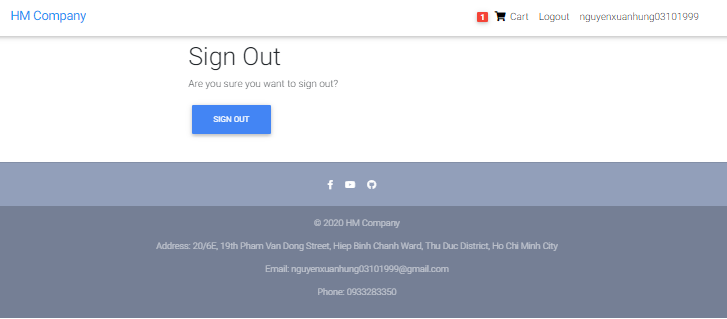 HM Company
1 Cart Logout nguyenxuanhung03101999
Sign Out
Are you sure you want to sign out?
SIGN OUT
© 2020 HM Company
Address: 20/6E, 19th Pham Van Dong Street, Hiep Binh Chanh Ward, Thu Duc District, Ho Chi Minh City
Email: nguyenxuanhung03101999@gmail.com
Phone: 0933283350